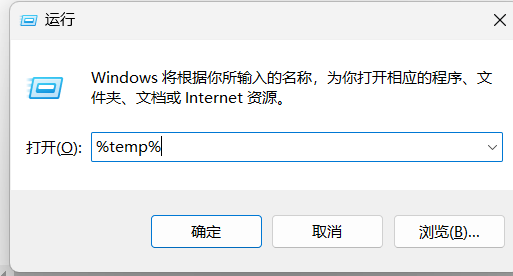 运行
Windows 将根据你所输入的名称，为你打开相应的程序、文
件夹、文档或 Internet 资源。
打开(O): %temp%
确定 取消 浏览(B)...